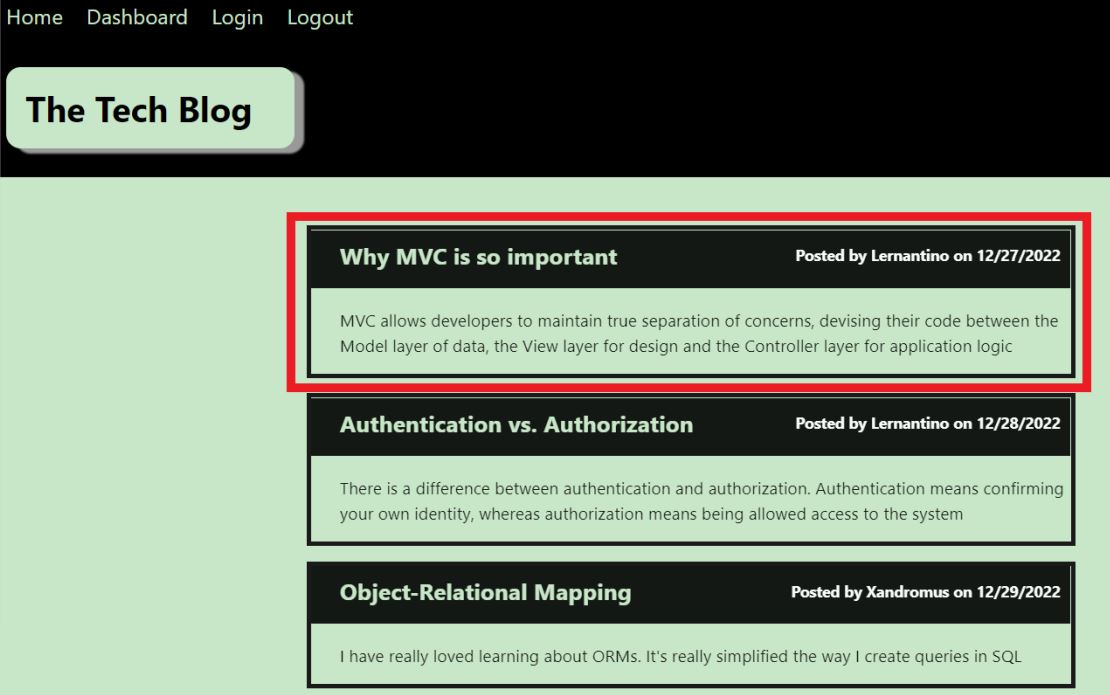 Home Dashboard Login Logout
The Tech Blog
Why MVC is so important Posted by Lernantino on 12/27/2022
MVC allows developers to maintain true separation of concerns, devising their code between the
Model layer of data, the View layer for design and the Controller layer for application logic
Authentication vs. Authorization Posted by Lernantino on 12/28/2022
There is a difference between authentication and authorization. Authentication means confirming
your own identity, whereas authorization means being allowed access to the system
Object-Relational Mapping Posted by Xandromus on 12/29/2022
I have really loved learning about ORMs. It's really simplified the way I create queries in SQL